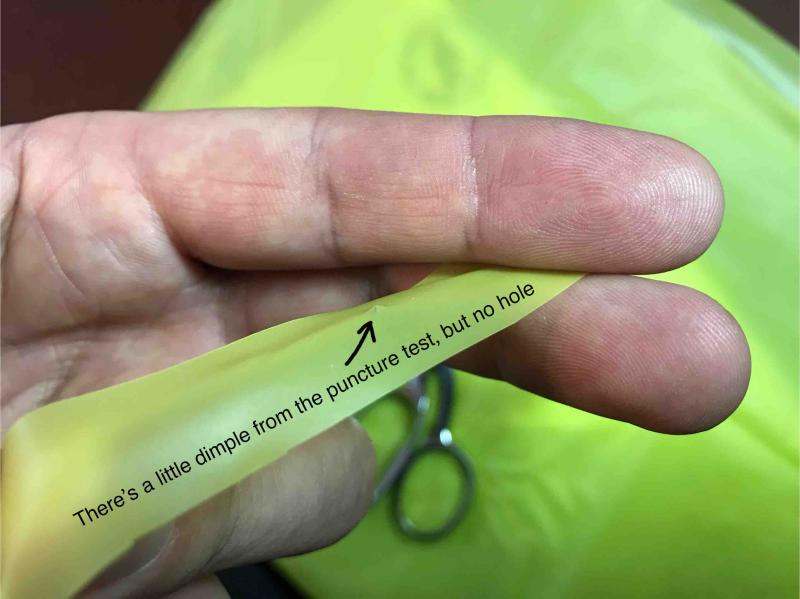 There's a little dimple from the puncture test, but no hole